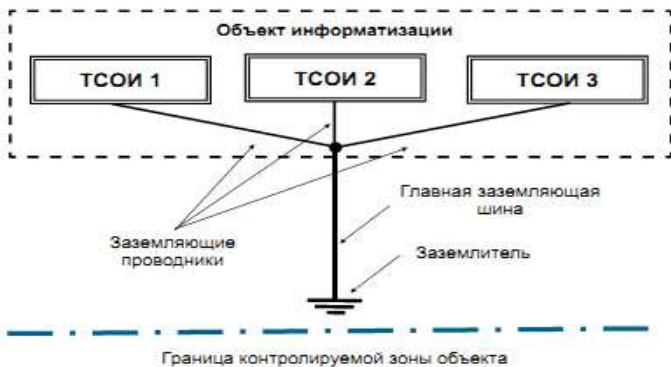 Объект информатизации
ТСОИ 1
ТСОИ 2
ТСОИ 3
Главная заземляющая
шина
Заземляющие
проводники
Заземлитель
Граница контролируемой зоны объекта